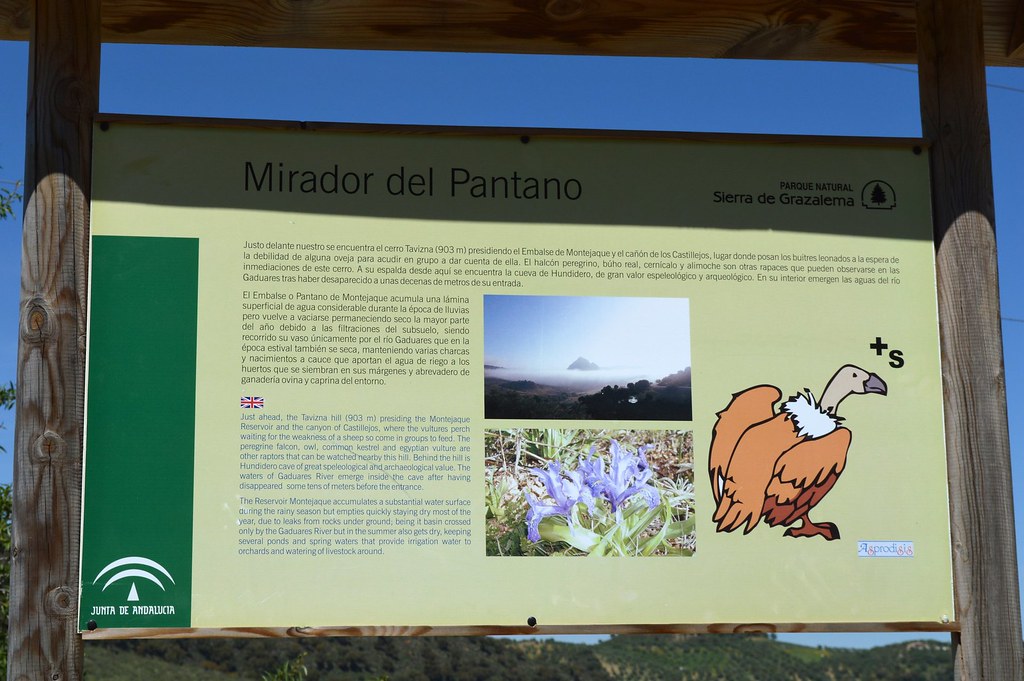 Mirador del Pantano
PARQUE NATURAL
Sierra de Grazalema
Justo delante nuestro se encuentra el cerro Tavizna (903 m) presidiendo el Embalse de Montejaque y el cañón de los Castillejos, lugar donde posan los buitres leonados a la espera de
la debilidad de alguna oveja para acudir en grupo a dar cuenta de ella. El halcón peregrino, búho real, cernícalo y alimoche son otras rapaces que pueden observarse en las
inmediaciones de este cerro. A su espalda desde aquí se encuentra la cueva de Hundidero, de gran valor espeleológico y arqueológico. En su interior emergen las aguas del río
Gaduares tras haber desaparecido a unas decenas de metros de su entrada.
El Embalse o Pantano de Montejaque acumula una lámina
superficial de agua considerable durante la época de lluvias
pero vuelve a vaciarse permaneciendo seco la mayor parte
del año debido a las filtraciones del subsuelo, siendo
recorrido su vaso únicamente por el río Gaduares que en la
época estival también se seca, manteniendo varias charcas
y nacimientos a cauce que aportan el agua de riego a los
huertos que se siembran en sus márgenes y abrevadero de
ganadería ovina y caprina del entorno.
Just ahead, the Tavizna hill (903 m) presiding the Montejaque
Reservoir and the canyon of Castillejos, where the vultures perch
waiting for the weakness of a sheep so come in groups to feed. The
peregrine falcon, owl, common kestrel and egyptian vulture are
other raptors that can be watched nearby this hill. Behind the hill is
Hundidero cave of great speleological and archaeological value. The
waters of Gaduares River emerge inside the cave after having
disappeared some tens of meters before the entrance.
The Reservoir Montejaque accumulates a substantial water surface
during the rainy season but empties quickly staying dry most of the
year, due to leaks from rocks under ground; being it basin crossed
only by the Gaduares River but in the summer also gets dry, keeping
several ponds and spring waters that provide irrigation water to
orchards and watering of livestock around.
+s
Asprodisis
JUNTA DE ANDALUCIA